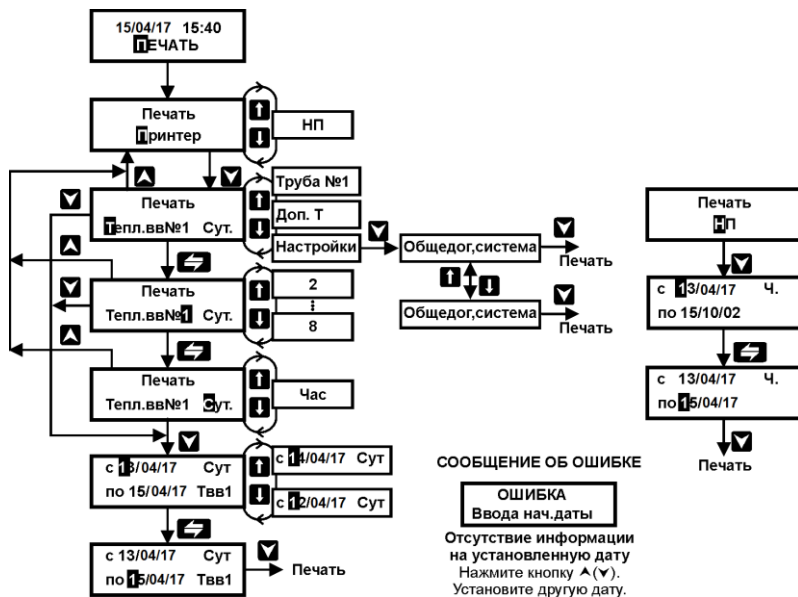 15/04/17 15:40
ПЕЧАТЬ
Печать
Принтер
НП
Печать
Тепл.вв№1 Сут.
Труба №1
Доп. Т
Настройки
Общедог,система
Печать
Общедог,система
Печать
Печать
Тепл.вв№1 Сут.
2
8
Печать
Тепл.вв№1 Сут.
Час
с 13/04/17 Сут
по 15/04/17 Твв1
с 14/04/17 Сут
с 12/04/17 Сут
с 13/04/17 Сут
по 15/04/17 Твв1
Печать
Печать
НП
с 13/04/17 Ч.
по 15/10/02
с 13/04/17 Ч.
по 15/04/17
Печать
СООБЩЕНИЕ ОБ ОШИБКЕ
ОШИБКА
Ввода нач.даты
Отсутствие информации
на установленную дату
Нажмите кнопку ⮝(⮟).
Установите другую дату.